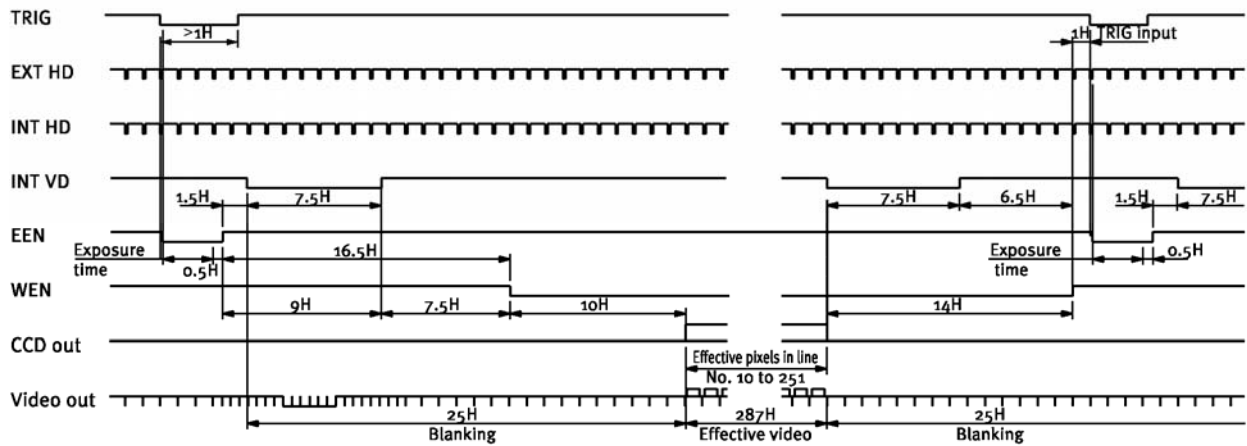 TRIG
>1H
1H TRIG input
EXT HD
INT HD
INT VD
1.5H 7.5H 7.5H 6.5H 1.5H 7.5H
EEN
Exposure time
0.5H
16.5H
Exposure time
0.5H
WEN
9H 7.5H 10H 14H
CCD out
Effective pixels in line
No. 10 to 251
Video out
25H 287H 25H
Blanking Effective video Blanking